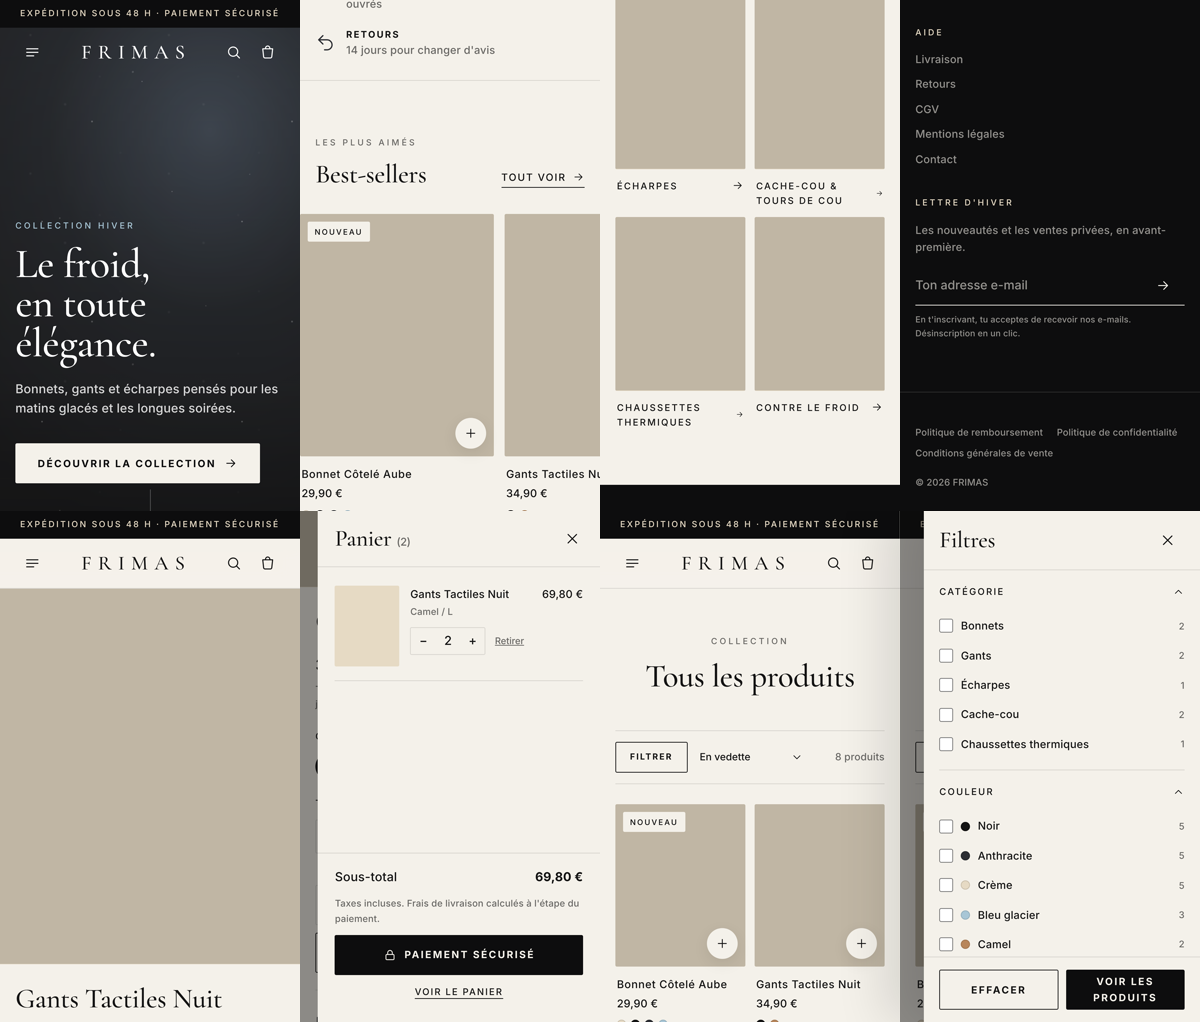 EXPÉDITION SOUS 48 H · PAIEMENT SÉCURISÉ
FRIMAS
COLLECTION HIVER
Le froid,
en toute
élégance.
Bonnets, gants et écharpes pensés pour les
matins glacés et les longues soirées.
DÉCOUVRIR LA COLLECTION
ouvrés
RETOURS
14 jours pour changer d'avis
LES PLUS AIMÉS
Best-sellers
TOUT VOIR
NOUVEAU
Bonnet Côtelé Aube
29,90 €
Gants Tactiles Nu
34,90 €
ÉCHARPES
CACHE-COU &
TOURS DE COU
CHAUSSETTES
THERMIQUES
CONTRE LE FROID
AIDE
Livraison
Retours
CGV
Mentions légales
Contact
LETTRE D'HIVER
Les nouveautés et les ventes privées, en avant-
première.
Ton adresse e-mail
En t'inscrivant, tu acceptes de recevoir nos e-mails.
Désinscription en un clic.
Politique de remboursement Politique de confidentialité
Conditions générales de vente
© 2026 FRIMAS
EXPÉDITION SOUS 48 H · PAIEMENT SÉCURISÉ
FRIMAS
Gants Tactiles Nuit
Panier (2)
Gants Tactiles Nuit 69,80 €
Camel / L
− 2 + Retirer
Sous-total 69,80 €
Taxes incluses. Frais de livraison calculés à l'étape du
paiement.
PAIEMENT SÉCURISÉ
VOIR LE PANIER
EXPÉDITION SOUS 48 H · PAIEMENT SÉCURISÉ
FRIMAS
COLLECTION
Tous les produits
FILTRER En vedette 8 produits
NOUVEAU
Bonnet Côtelé Aube
29,90 €
Gants Tactiles Nuit
34,90 €
Filtres
CATÉGORIE
Bonnets 2
Gants 2
Écharpes 1
Cache-cou 2
Chaussettes thermiques 1
COULEUR
Noir 5
Anthracite 5
Crème 5
Bleu glacier 3
Camel 2
EFFACER
VOIR LES
PRODUITS